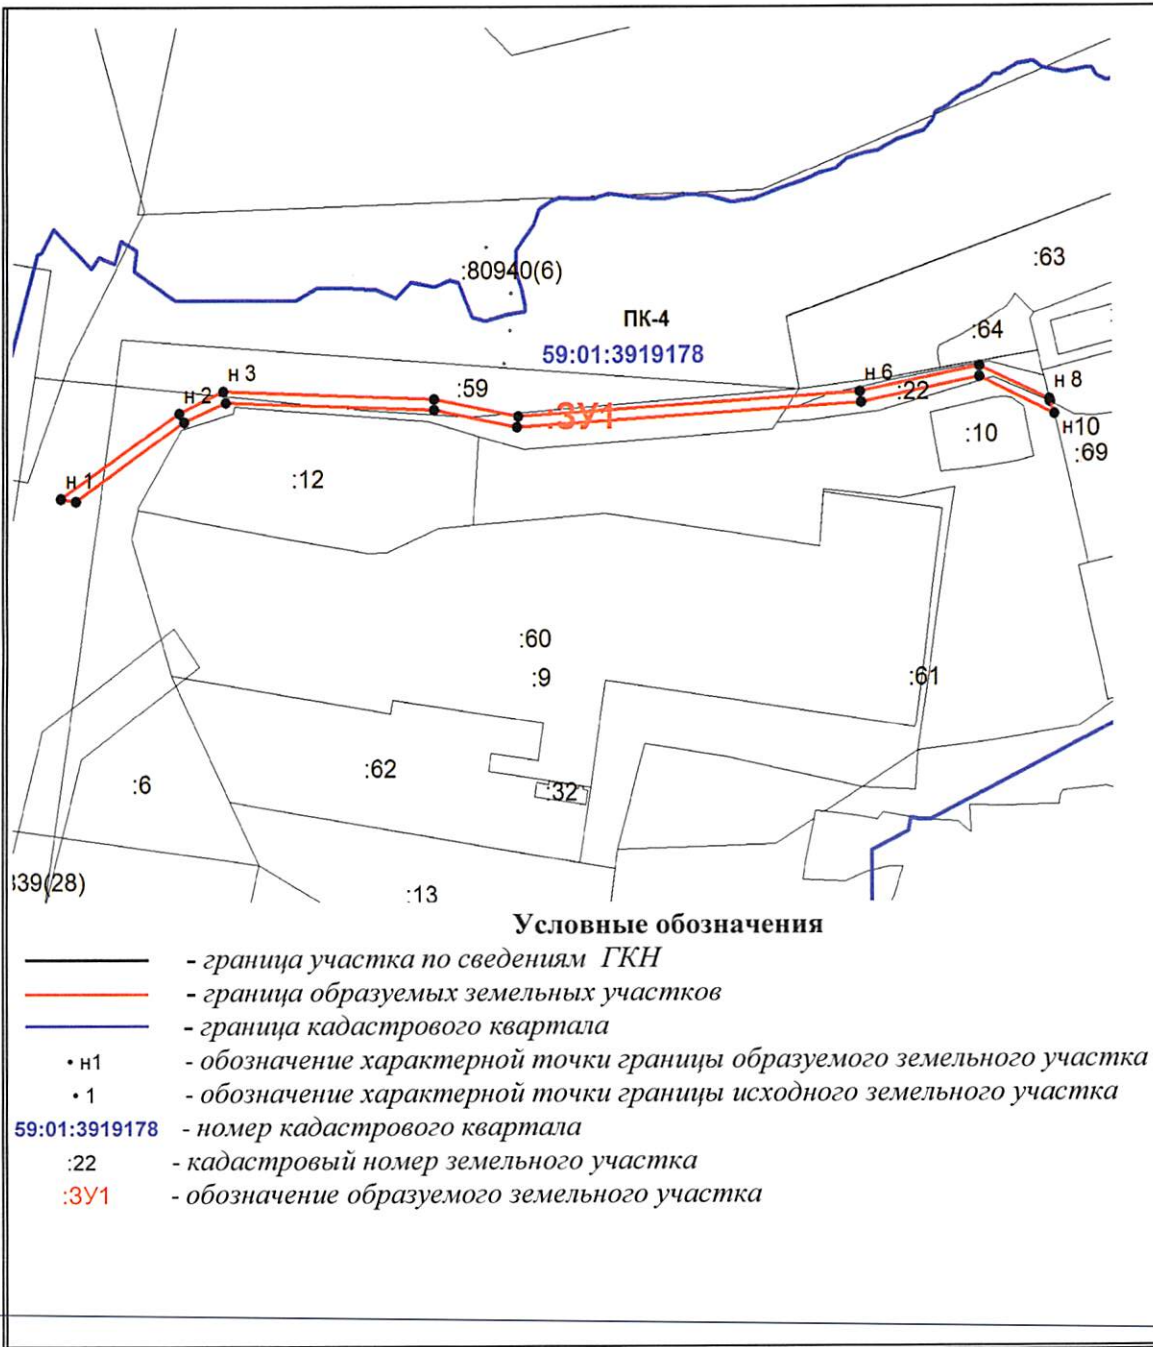 :80940(6)
:63
ПК-4
:64
59:01:3919178
н 3
:59
н 6
н 8
н 2
:ЗУ1
:22
н10
:10
:69
н 1
:12
:60
:9
:61
:62
:6
:32
339(28)
:13
Условные обозначения
- граница участка по сведениям ГКН
- граница образуемых земельных участков
- граница кадастрового квартала
• н1 - обозначение характерной точки границы образуемого земельного участка
• 1 - обозначение характерной точки границы исходного земельного участка
59:01:3919178 - номер кадастрового квартала
:22 - кадастровый номер земельного участка
:ЗУ1 - обозначение образуемого земельного участка